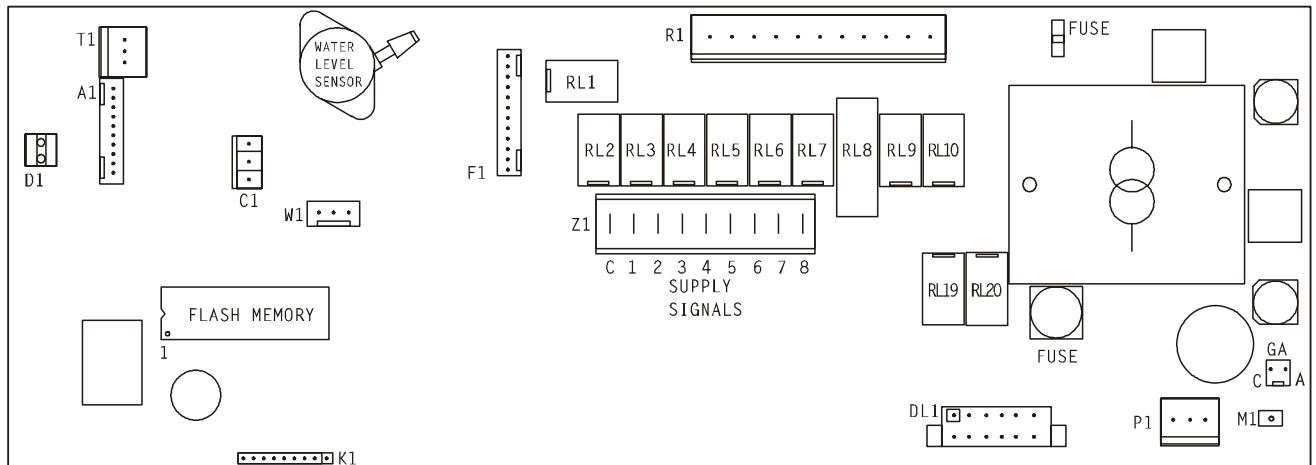 T1
WATER
LEVEL
SENSOR
R1
FUSE
A1
RL1
D1
C1
F1
RL2 RL3 RL4 RL5 RL6 RL7 RL8 RL9 RL10
W1
Z1
C 1 2 3 4 5 6 7 8
SUPPLY
SIGNALS
RL19 RL20
FLASH MEMORY
1
FUSE
GA
C A
DL1
P1
M1
K1